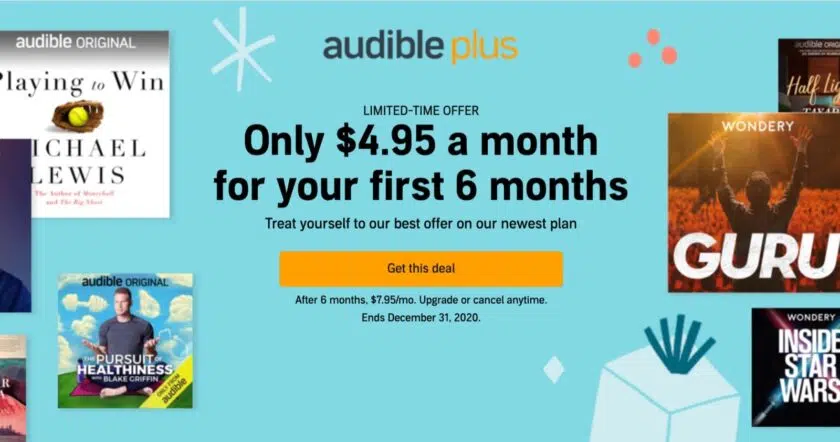 audible ORIGINAL
Playing to Win
MICHAEL
LEWIS
The Author of Moneyball
and The Big Short
audible ORIGINAL
THE PURSUIT OF
HEALTHINESS
WITH BLAKE GRIFFIN
ONLY FROM
audible
audible plus
LIMITED-TIME OFFER
Only $4.95 a month
for your first 6 months
Treat yourself to our best offer on our newest plan
Get this deal
After 6 months, $7.95/mo. Upgrade or cancel anytime.
Ends December 31, 2020.
audible
Half
WONDERY
GURU
WONDERY
INSIDE
STAR
WARS